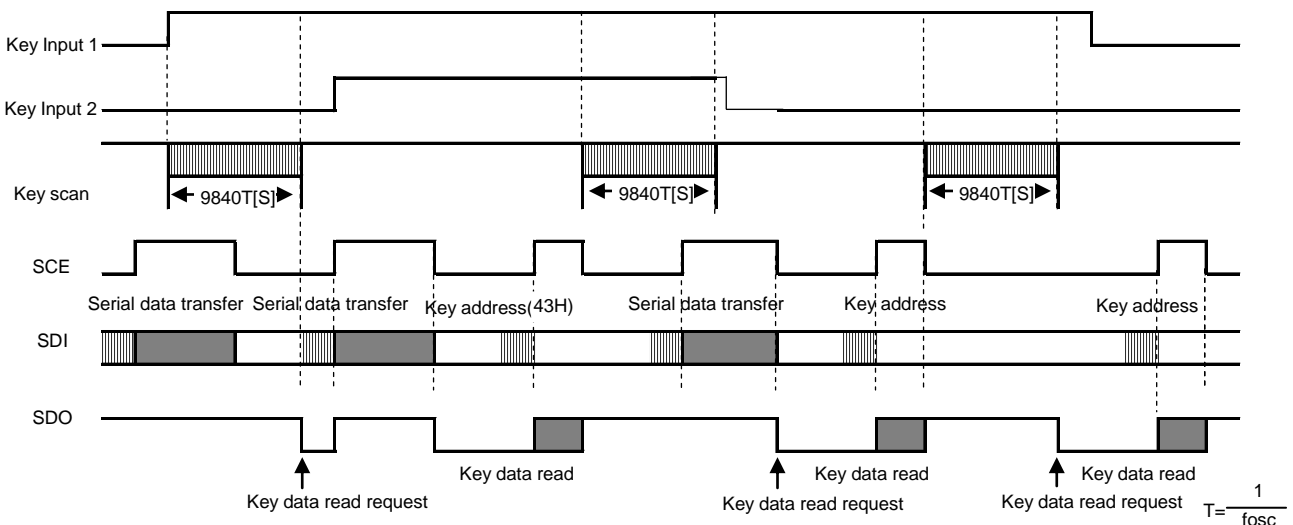 Key Input 1
Key Input 2
Key scan
9840T[S] 9840T[S] 9840T[S]
SCE
Serial data transfer Serial data transfer Key address(43H) Serial data transfer Key address Key address
SDI
SDO
Key data read Key data read Key data read
Key data read request Key data read request Key data read request
T= 1
fosc